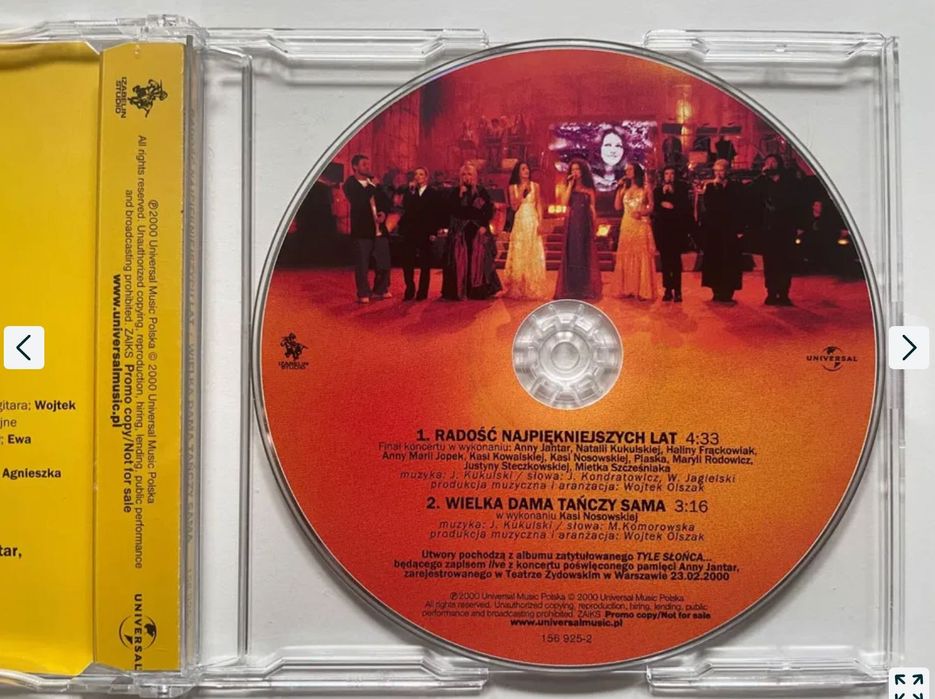 gitara; Wojtek
jne
; Ewa
Agnieszka
tar,
IZABELIN
STUDIO
℗2000 Universal Music Polska © 2000 Universal Music Polska
All rights reserved. Unauthorized copying, reproduction, hiring, lending, public performance
and broadcasting prohibited. ZAIKS Promo copy/Not for sale
www.universalmusic.pl
UNIVERSAL
IZABELIN
STUDIO
UNIVERSAL
1. RADOŚĆ NAJPIĘKNIEJSZYCH LAT 4:33
Finał koncertu w wykonaniu: Anny Jantar, Natalii Kukulskiej, Haliny Frąckowiak,
Anny Marii Jopek, Kasi Kowalskiej, Kasi Nosowskiej, Piaska, Maryli Rodowicz,
Justyny Steczkowskiej, Mietka Szcześniaka
muzyka: J. Kukulski / słowa: J. Kondratowicz, W. Jagielski
produkcja muzyczna i aranżacja: Wojtek Olszak
2. WIELKA DAMA TAŃCZY SAMA 3:16
w wykonaniu Kasi Nosowskiej
muzyka: J. Kukulski / słowa: M.Komorowska
produkcja muzyczna i aranżacja: Wojtek Olszak
Utwory pochodzą z albumu zatytułowanego TYLE SŁOŃCA...
będącego zapisem live z koncertu poświęconego pamięci Anny Jantar,
zarejestrowanego w Teatrze Żydowskim w Warszawie 23.02.2000
℗2000 Universal Music Polska © 2000 Universal Music Polska
All rights reserved. Unauthorized copying, reproduction, hiring, lending, public
performance and broadcasting prohibited. ZAIKS Promo copy/Not for sale
www.universalmusic.pl
156 925-2